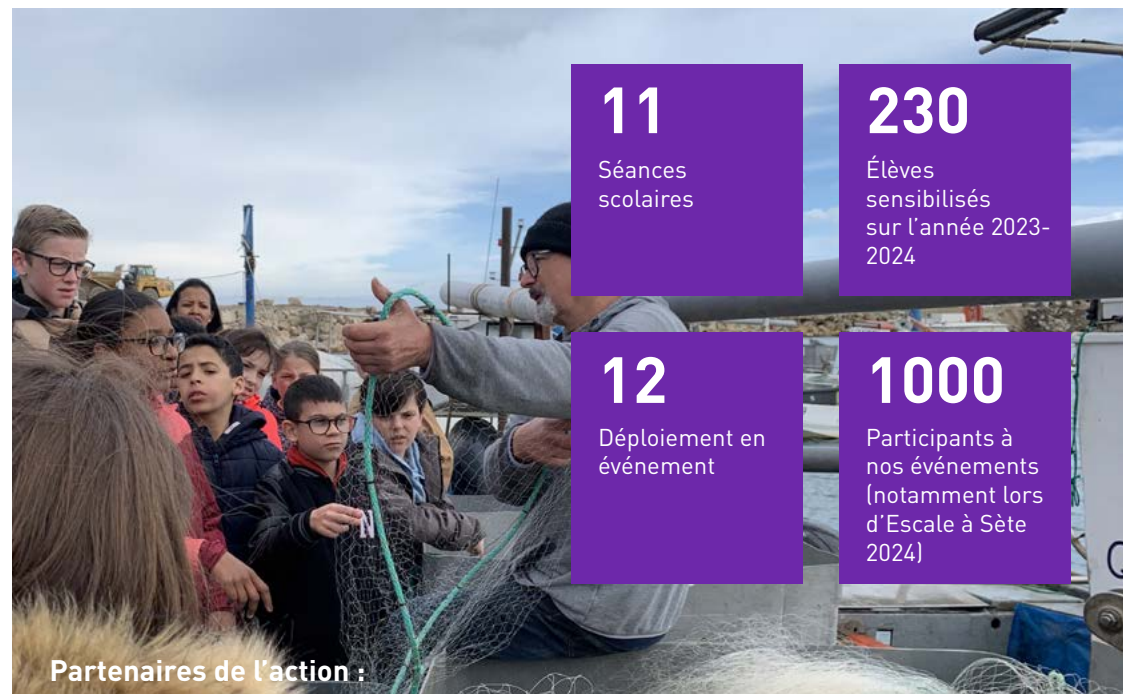 11
Séances
scolaires
230
Élèves
sensibilisés
sur l'année 2023-
2024
12
Déploiement en
événement
1000
Participants à
nos événements
(notamment lors
d'Escale à Sète
2024)
Partenaires de l'action :